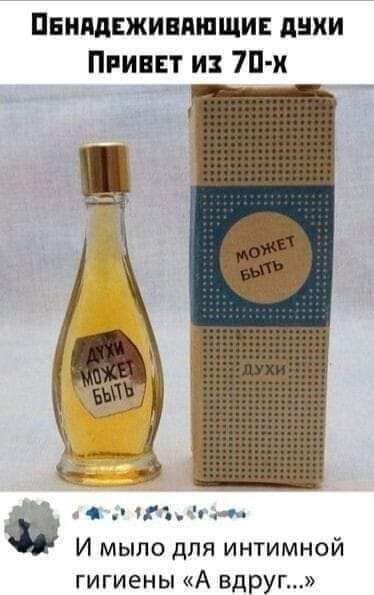 Обнадеживающие духи
Привет из 70-х
МОЖЕТ
БЫТЬ
ДУХИ
ДУХИ
МОЖЕТ
БЫТЬ
И мыло для интимной
гигиены «А вдруг...»